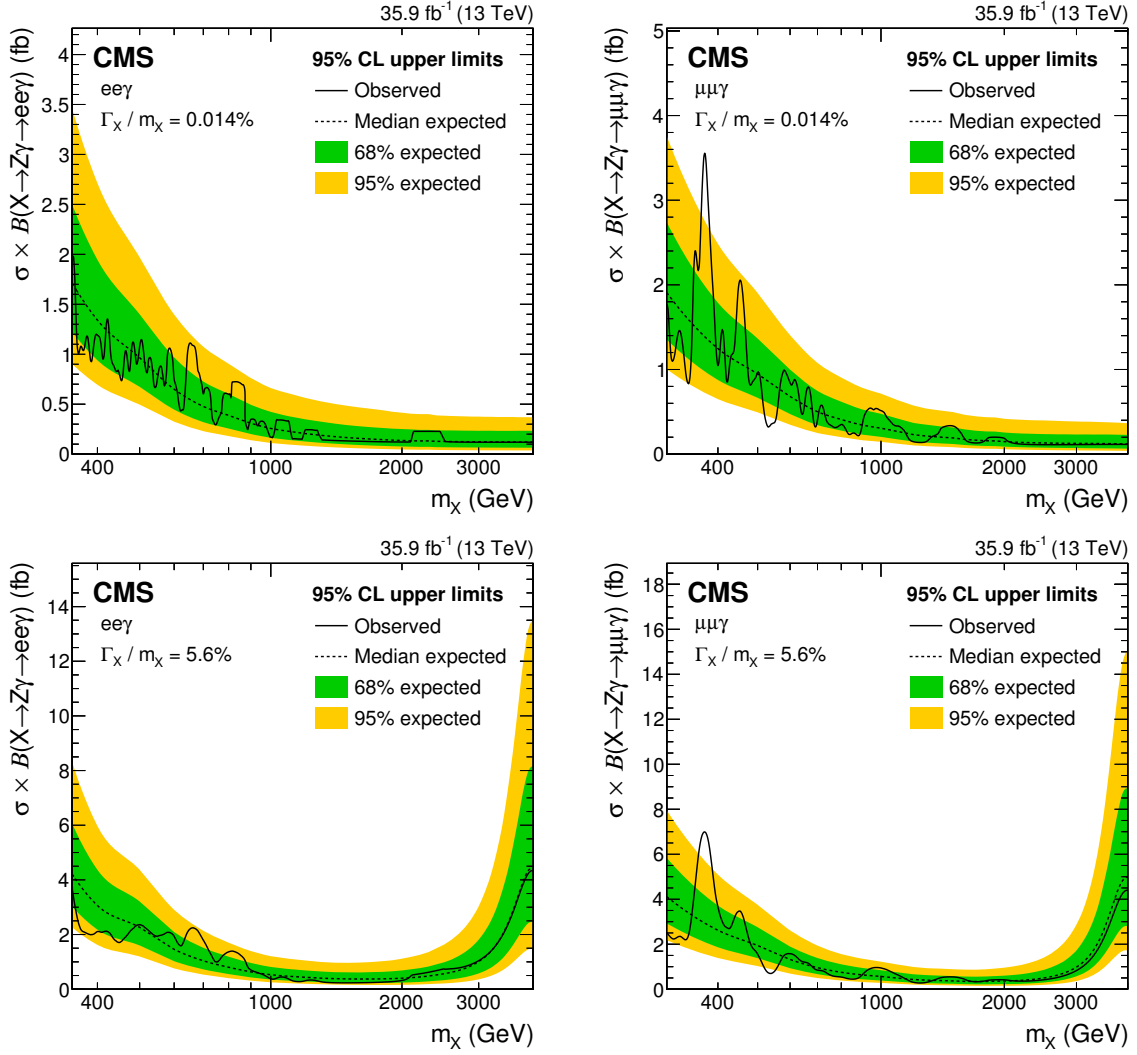 35.9 fb⁻¹ (13 TeV)
CMS
eeγ
Γ_X / m_X = 0.014%
95% CL upper limits
Observed
Median expected
68% expected
95% expected
σ × B(X→Zγ→eeγ) (fb)
4
3.5
3
2.5
2
1.5
1
0.5
0
400
1000
2000
3000
m_X (GeV)
35.9 fb⁻¹ (13 TeV)
CMS
μμγ
Γ_X / m_X = 0.014%
95% CL upper limits
Observed
Median expected
68% expected
95% expected
σ × B(X→Zγ→μμγ) (fb)
5
4
3
2
1
0
400
1000
2000
3000
m_X (GeV)
35.9 fb⁻¹ (13 TeV)
CMS
eeγ
Γ_X / m_X = 5.6%
95% CL upper limits
Observed
Median expected
68% expected
95% expected
σ × B(X→Zγ→eeγ) (fb)
14
12
10
8
6
4
2
0
400
1000
2000
3000
m_X (GeV)
35.9 fb⁻¹ (13 TeV)
CMS
μμγ
Γ_X / m_X = 5.6%
95% CL upper limits
Observed
Median expected
68% expected
95% expected
σ × B(X→Zγ→μμγ) (fb)
18
16
14
12
10
8
6
4
2
0
400
1000
2000
3000
m_X (GeV)